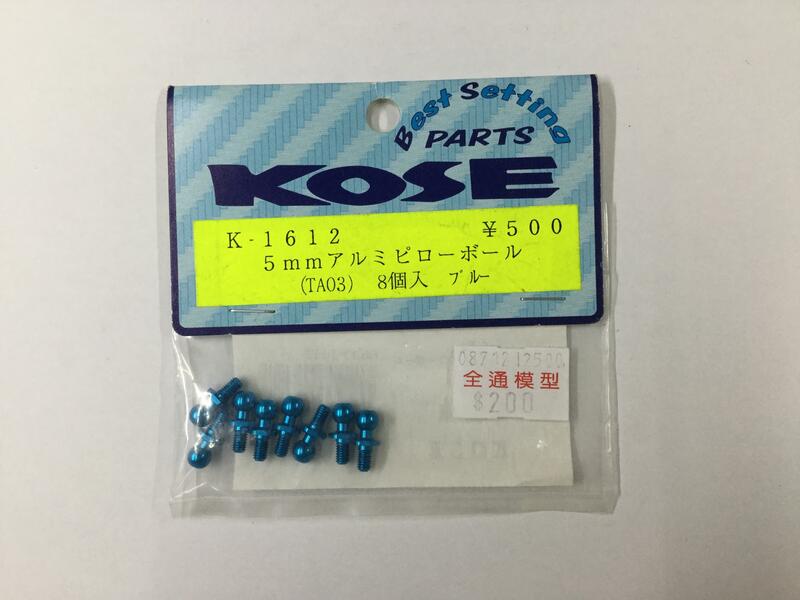 Best Setting
PARTS
KOSE
K-1612 ¥500
5mmアルミピローボール
(TA03) 8個入 ブルー
全通模型
$200